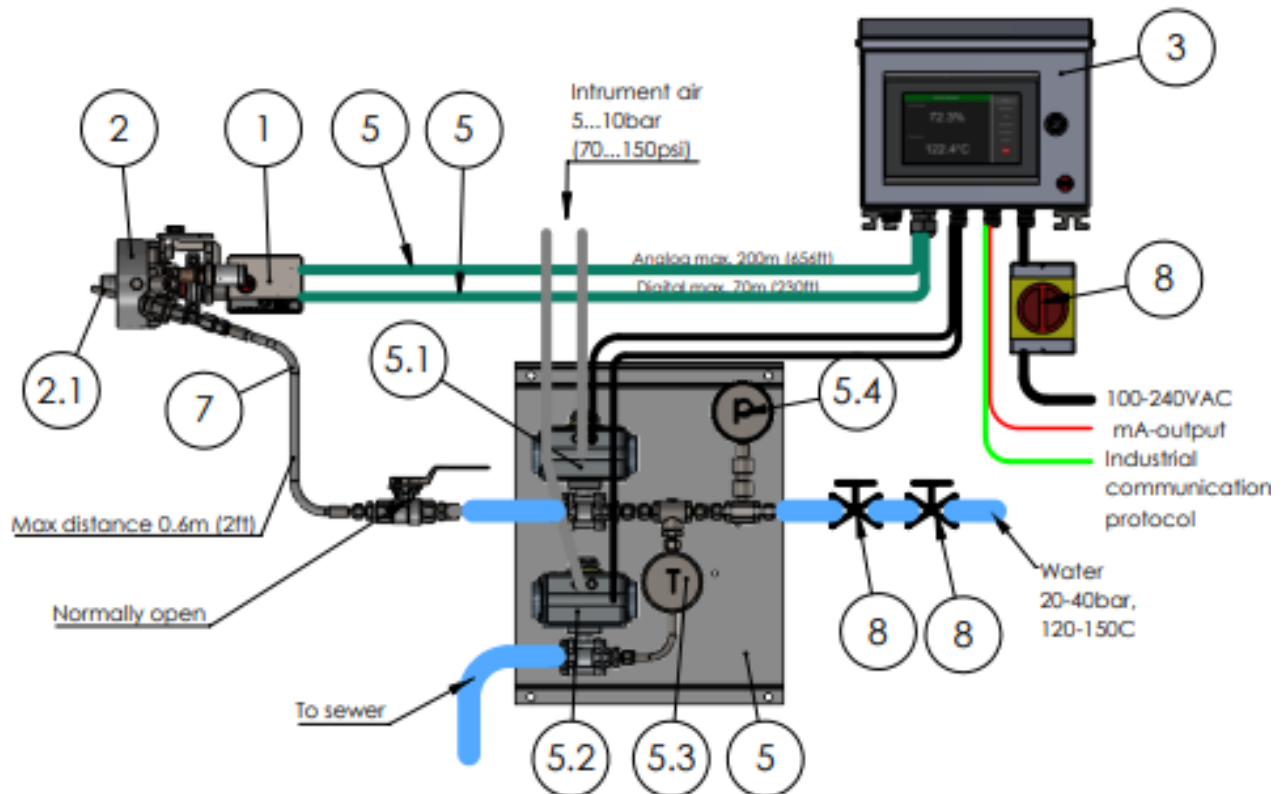 3
Intrument air
5...10bar
(70...150psi)
2
1
5
5
72.3%
122.4°C
Analog max. 200m (656ft)
Digital max. 70m (230ft)
8
2.1
7
5.1
P
5.4
100-240VAC
mA-output
Industrial
communication
protocol
Max distance 0.6m (2ft)
T
Water
20-40bar,
120-150C
Normally open
8
8
To sewer
5.2
5.3
5